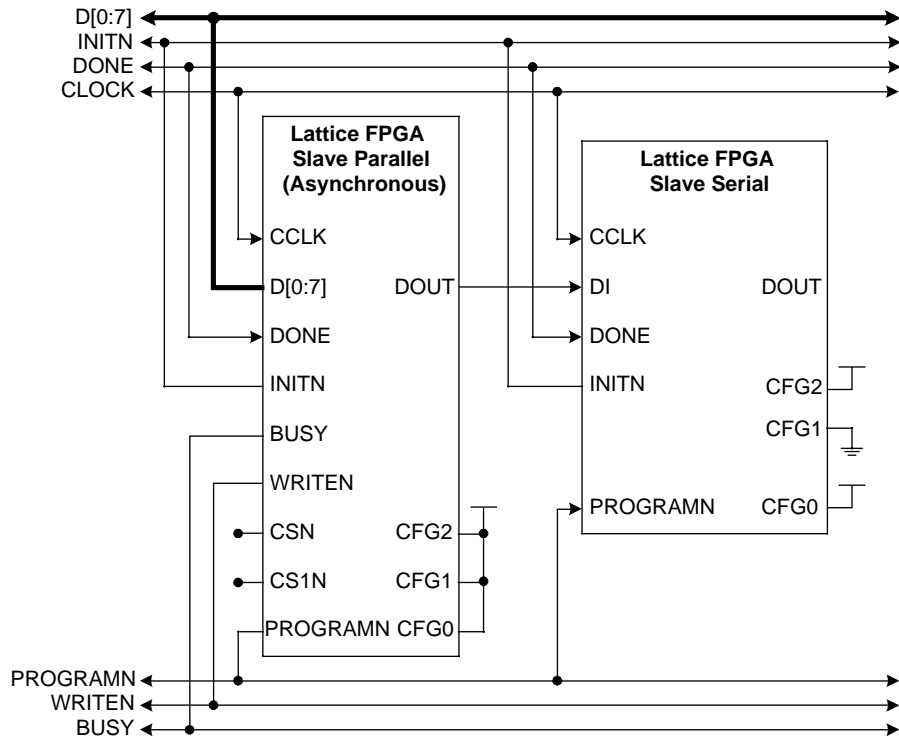 D[0:7]
INITN
DONE
CLOCK
Lattice FPGA
Slave Parallel
(Asynchronous)
CCLK
D[0:7] DOUT
DONE
INITN
BUSY
WRITEN
CSN CFG2
CS1N CFG1
PROGRAMN CFG0
Lattice FPGA
Slave Serial
CCLK
DI DOUT
DONE
INITN CFG2
CFG1
PROGRAMN CFG0
PROGRAMN
WRITEN
BUSY